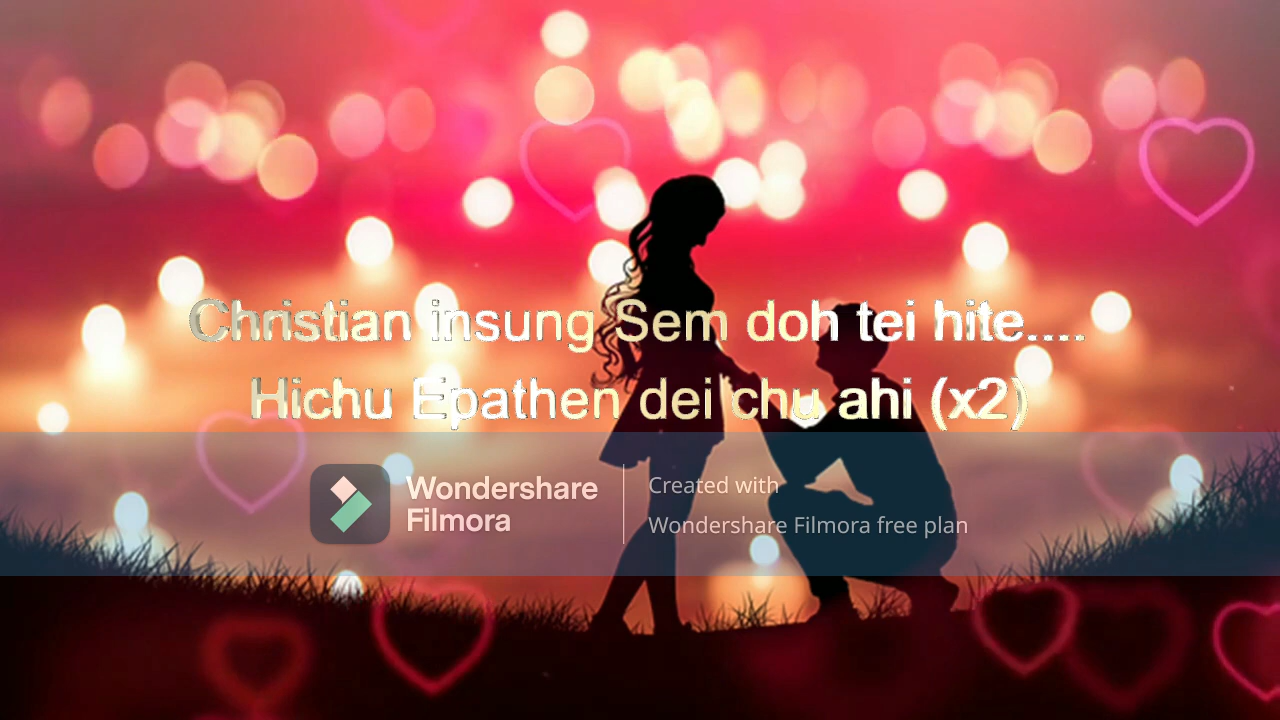 Christian insung Sem doh tei hite....
Hichu Epathen dei chu ahi (x2)
Wondershare
Filmora
Created with
Wondershare Filmora free plan